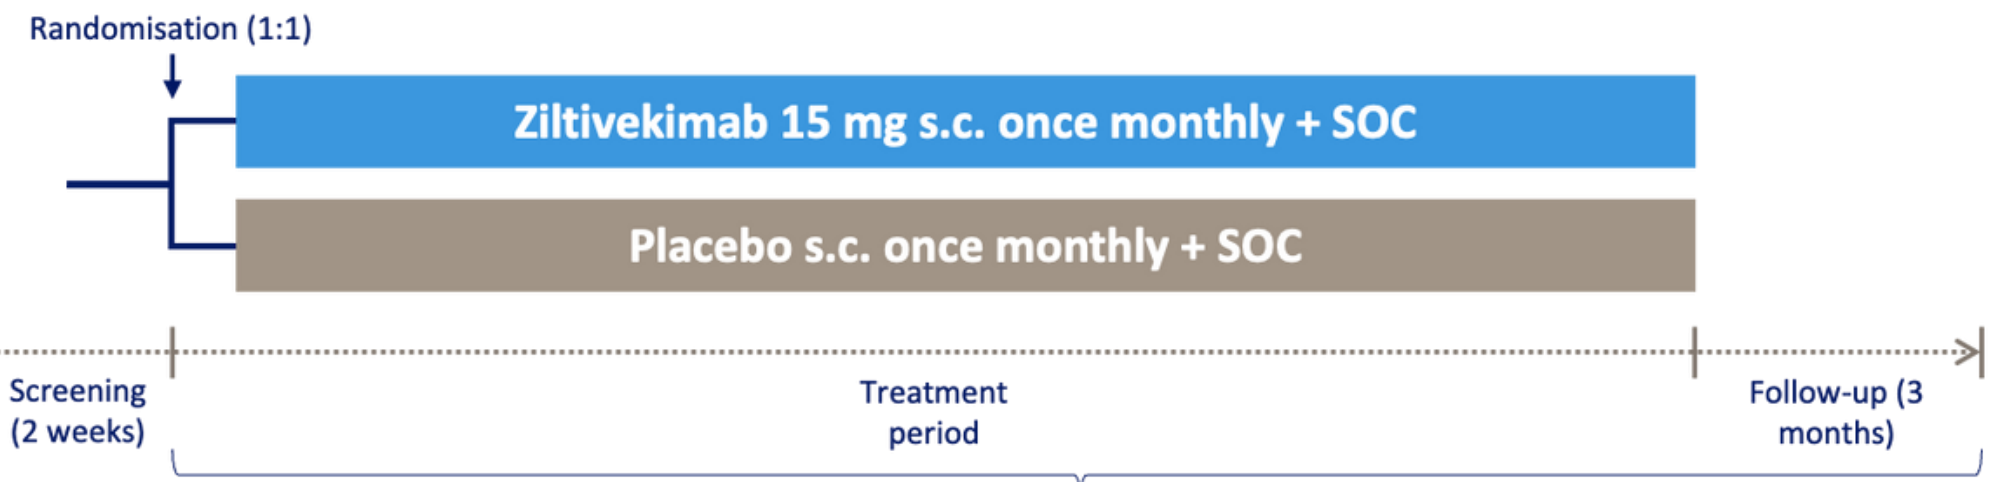 Randomisation (1:1)
Ziltivekimab 15 mg s.c. once monthly + SOC
Placebo s.c. once monthly + SOC
Screening
(2 weeks)
Treatment
period
Follow-up (3
months)